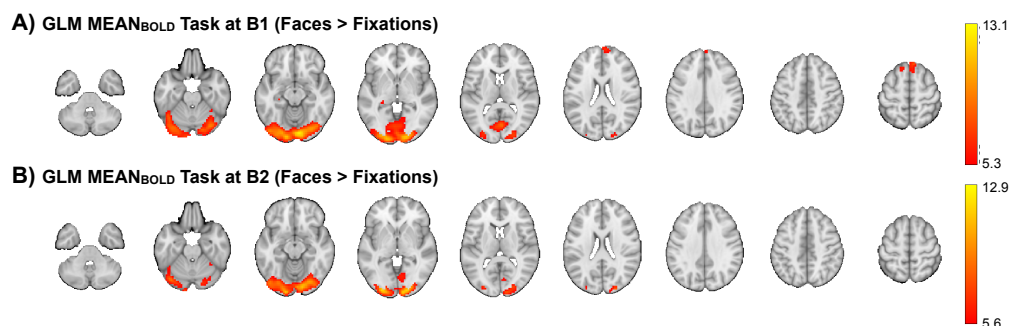 A) GLM MEANBOLD Task at B1 (Faces > Fixations)
13.1
5.3
B) GLM MEANBOLD Task at B2 (Faces > Fixations)
12.9
5.6